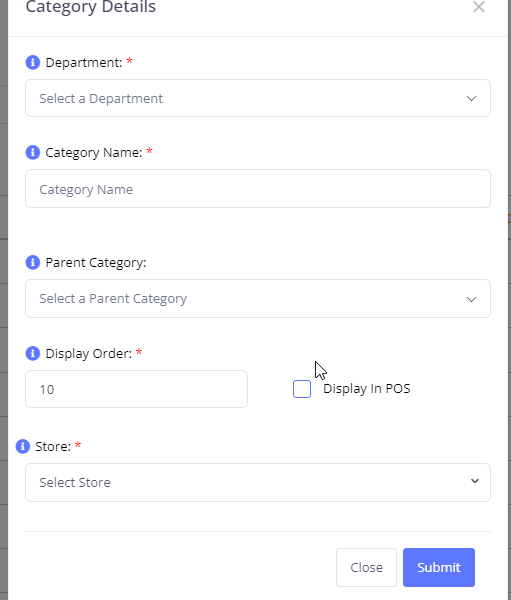 Category Details
Department: *
Select a Department
Category Name: *
Category Name
Parent Category:
Select a Parent Category
Display Order: *
10
Display In POS
Store: *
Select Store
Close
Submit